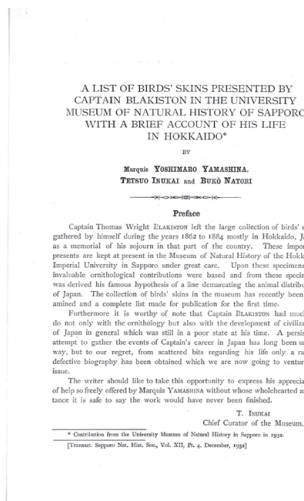 A LIST OF BIRDS' SKINS PRESENTED BY
CAPTAIN BLAKISTON IN THE UNIVERSITY
MUSEUM OF NATURAL HISTORY OF SAPPORO
WITH A BRIEF ACCOUNT OF HIS LIFE
IN HOKKAIDO*
BY
Marquis YOSHIMARO YAMASHINA,
TETSUO INUKAI and BUKÔ NATORI
Preface
Captain Thomas Wright BLAKISTON left the large collection of birds'
gathered by himself during the years 1862 to 1884 mostly in Hokkaido,
as a memorial of his sojourn in that part of the country. These
presents are kept at present in the Museum of Natural History of the
Imperial University in Sapporo under great care. Upon these
invaluable ornithological contributions were based and from these
was derived his famous hypothesis of a line demarcating the animal
of Japan. The collection of birds' skins in the museum has recently been
amined and a complete list made for publication for the first time.
Furthermore it is worthy of note that Captain BLAKISTON had
do not only with the ornithology but also with the development of
of Japan in general which was still in a poor state at his time. A
attempt to gather the events of Captain's career in Japan has long been
way, but to our regret, from scattered bits regarding his life only a
defective biography has been obtained which we are now going to
issue.
The writer should like to take this opportunity to express his
of help so freely offered by Marquis YAMASHINA without whose wholehearted
tance it is safe to say the work would have never been finished.
T. INUKAI
Chief Curator of the Museum.
* Contribution from the University Museum of Natural History in Sapporo in 1932.
[Transact. Sapporo Nat. Hist. Soc., Vol. XII, Pt. 4, December, 1932]